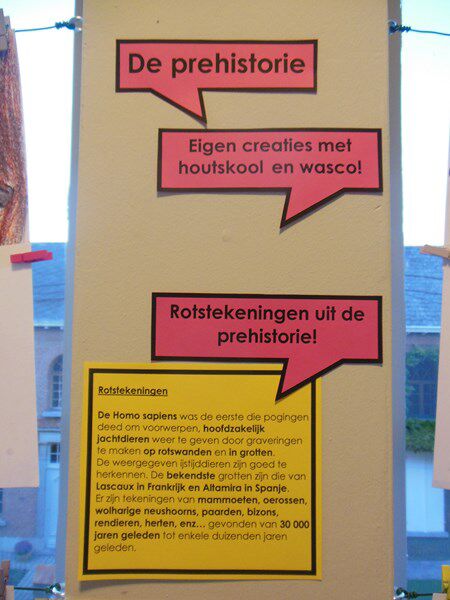 De prehistorie
Eigen creaties met
houtskool en wasco!
Rotstekeningen uit de
prehistorie!
Rotstekeningen
De Homo sapiens was de eerste die pogingen
deed om voorwerpen, hoofdzakelijk
jachtdieren weer te geven door graveringen
te maken op rotswanden en in grotten.
De weergegeven ijstijddieren zijn goed te
herkennen. De bekendste grotten zijn die van
Lascaux in Frankrijk en Altamira in Spanje.
Er zijn tekeningen van mammoeten, oerossen,
wolharige neushoorns, paarden, bizons,
rendieren, herten, enz... gevonden van 30 000
jaren geleden tot enkele duizenden jaren
geleden.